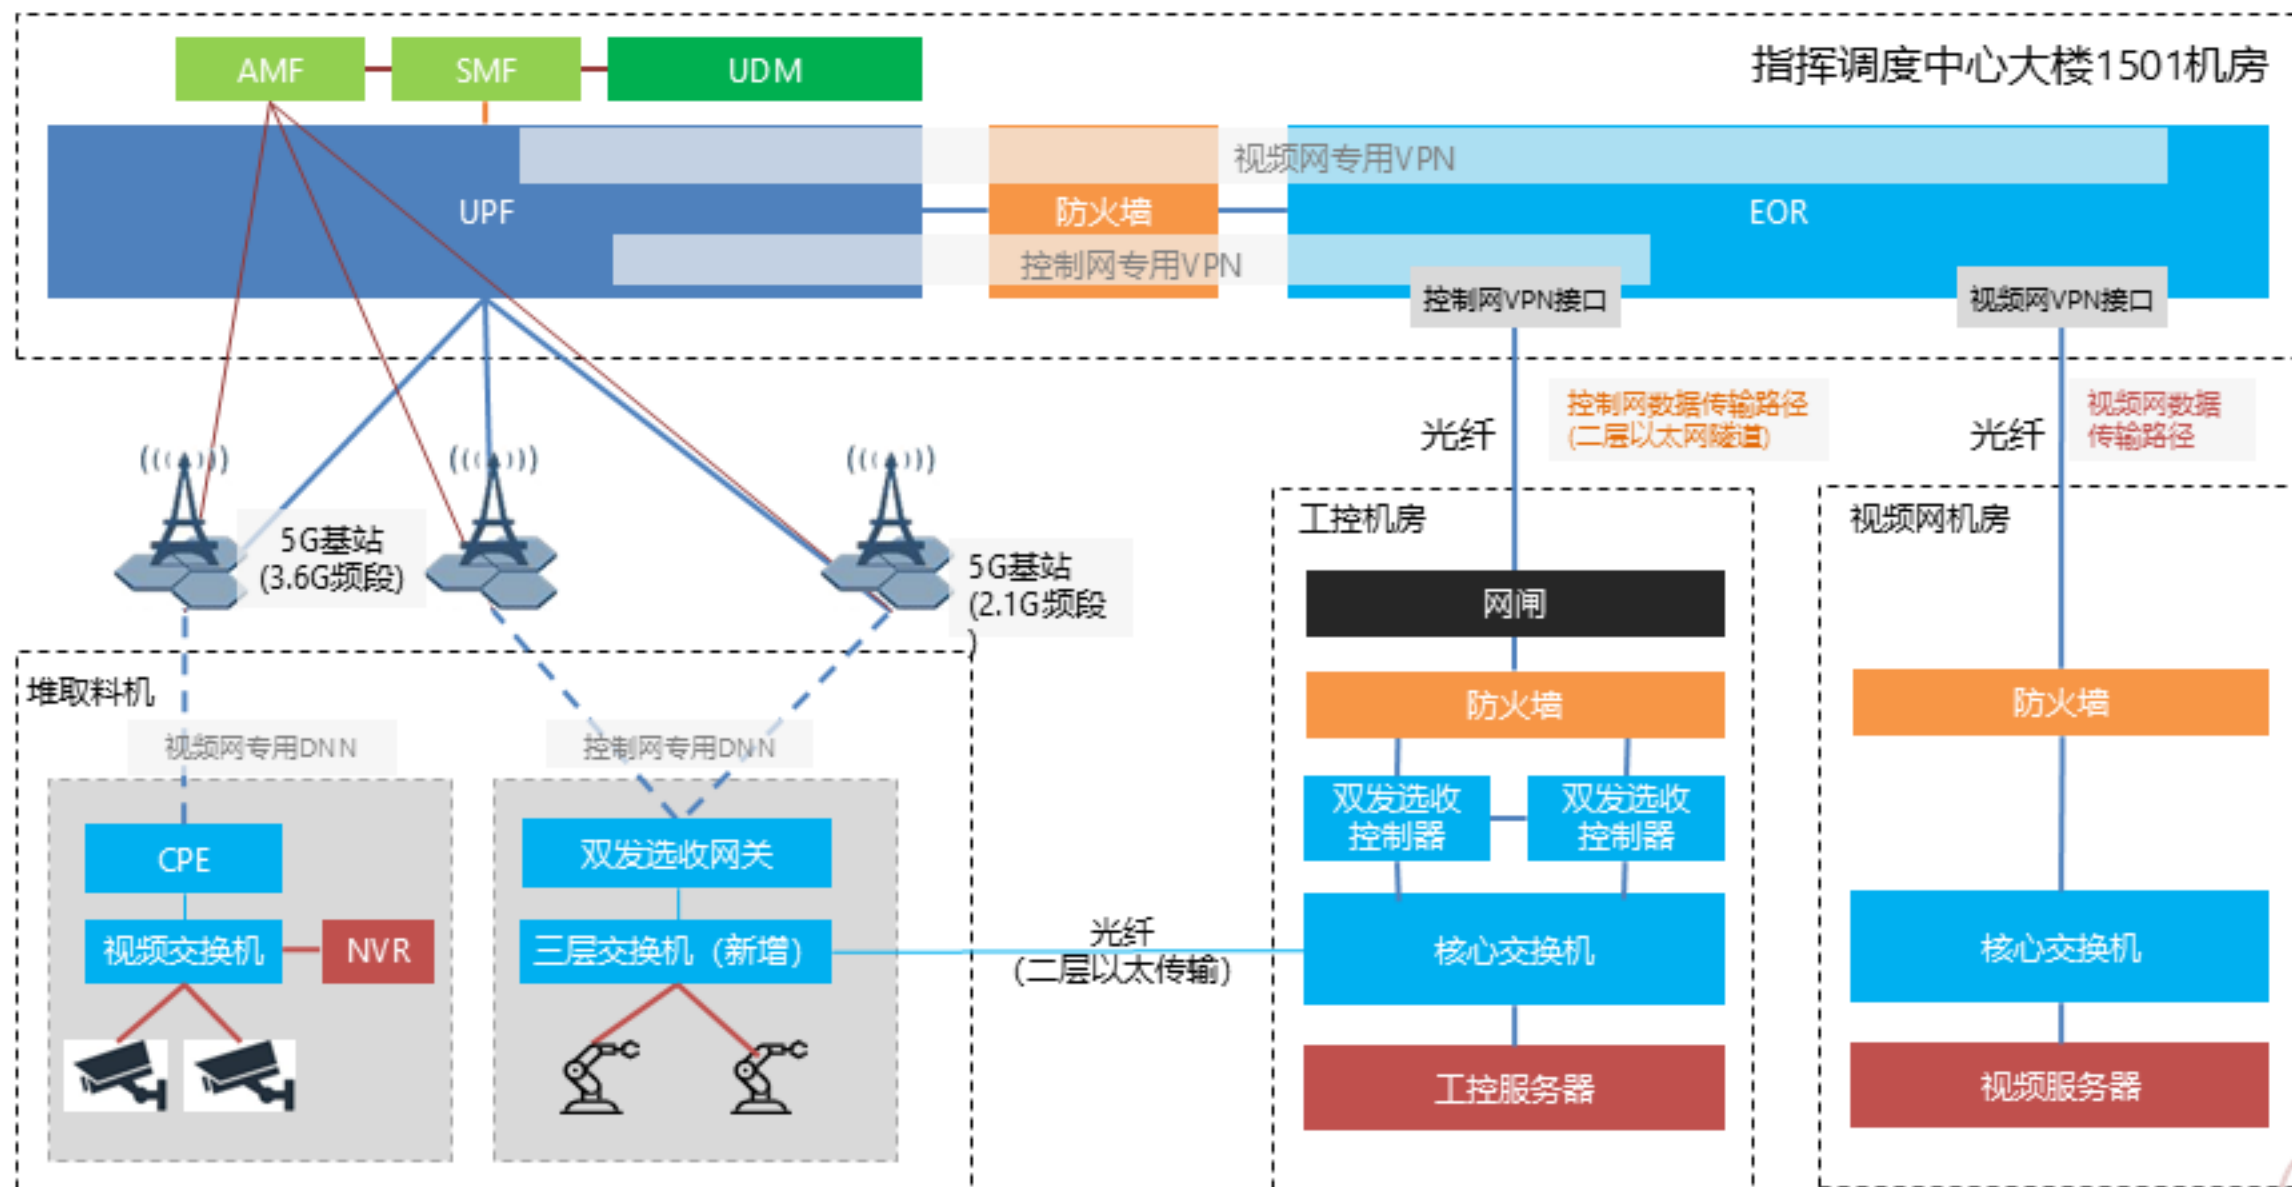 AMF
SMF
UDM
指挥调度中心大楼1501机房
视频网专用VPN
UPF
防火墙
EOR
控制网专用VPN
控制网VPN接口
视频网VPN接口
光纤
控制网数据传输路径
(二层以太网隧道)
光纤
视频网数据
传输路径
5G基站
(3.6G频段)
5G基站
(2.1G频段
)
工控机房
视频网机房
网闸
堆取料机
防火墙
防火墙
视频网专用DNN
控制网专用DNN
双发选收
控制器
双发选收
控制器
CPE
双发选收网关
视频交换机
NVR
三层交换机（新增）
光纤
（二层以太传输）
核心交换机
核心交换机
工控服务器
视频服务器